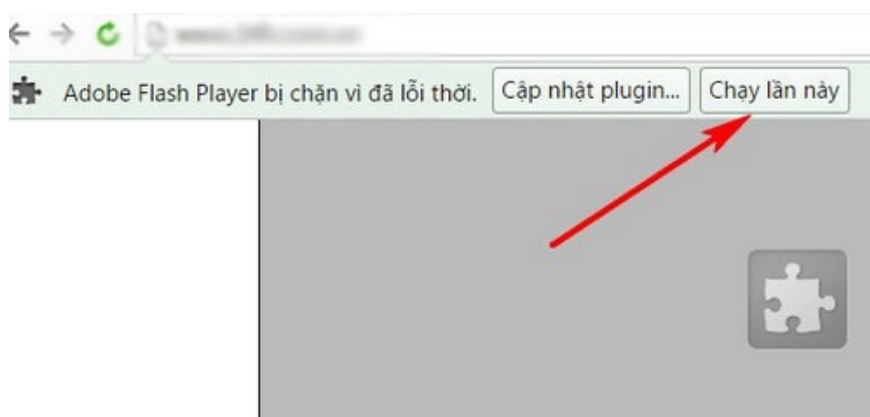 Adobe Flash Player bị chặn vì đã lỗi thời. Cập nhật plugin... Chạy lần này